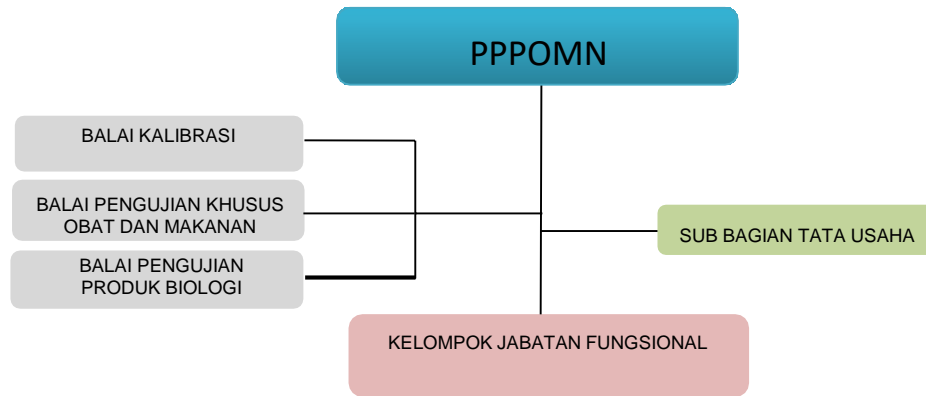 PPPOMN
BALAI KALIBRASI
BALAI PENGUJIAN KHUSUS
OBAT DAN MAKANAN
BALAI PENGUJIAN
PRODUK BIOLOGI
SUB BAGIAN TATA USAHA
KELOMPOK JABATAN FUNGSIONAL